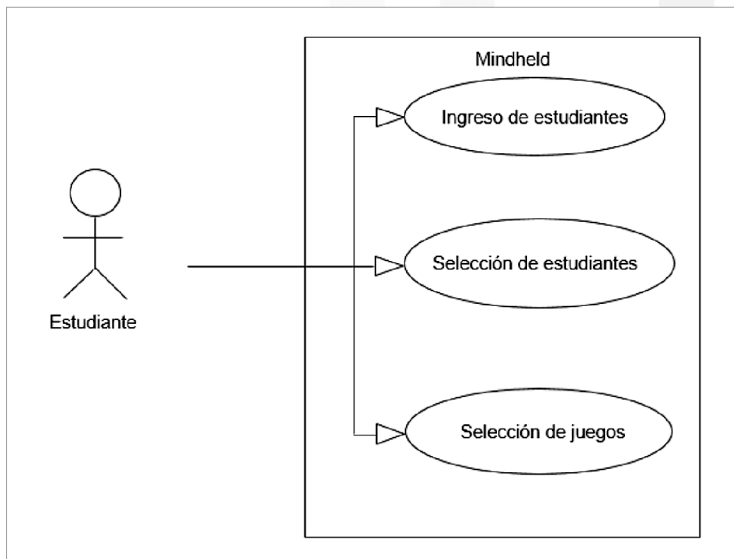 Mindheld
Ingreso de estudiantes
Selección de estudiantes
Estudiante
Selección de juegos